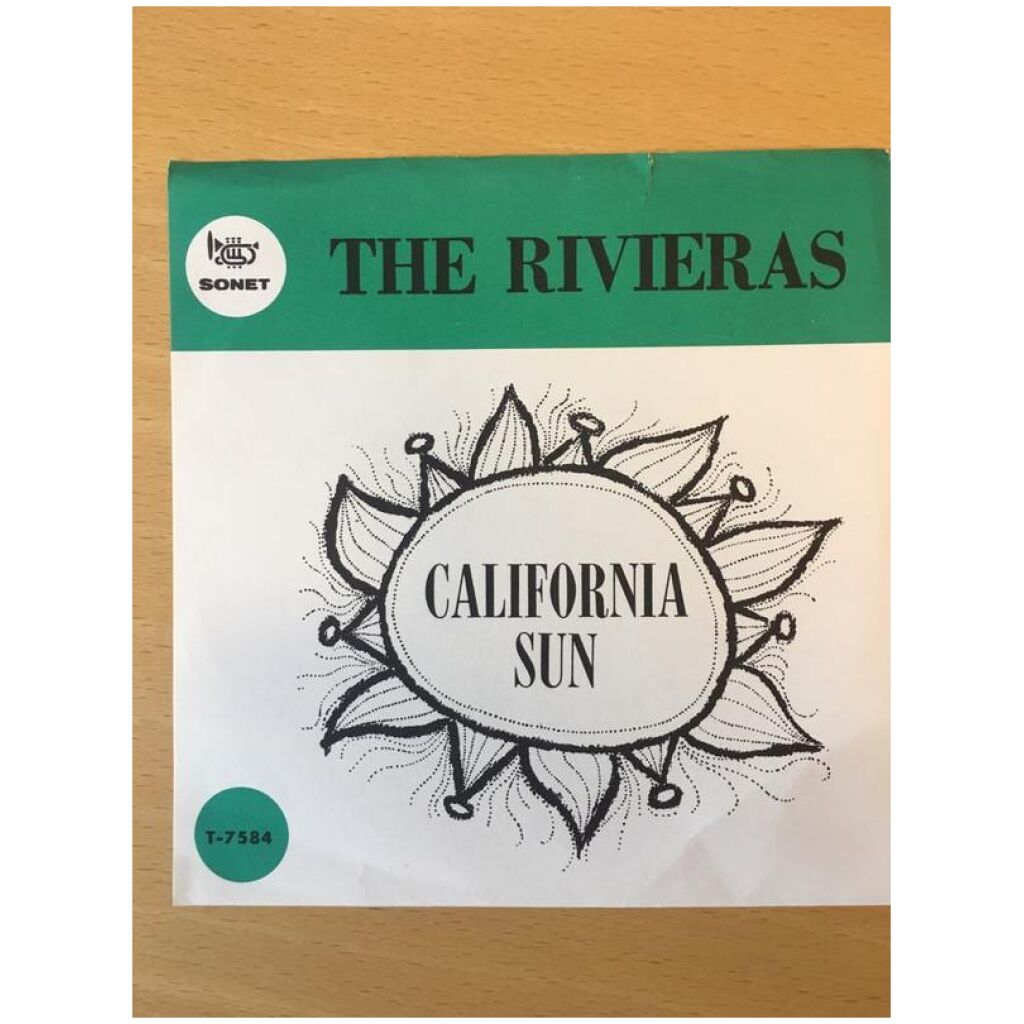 SONET
THE RIVIERAS
CALIFORNIA
SUN
T-7584